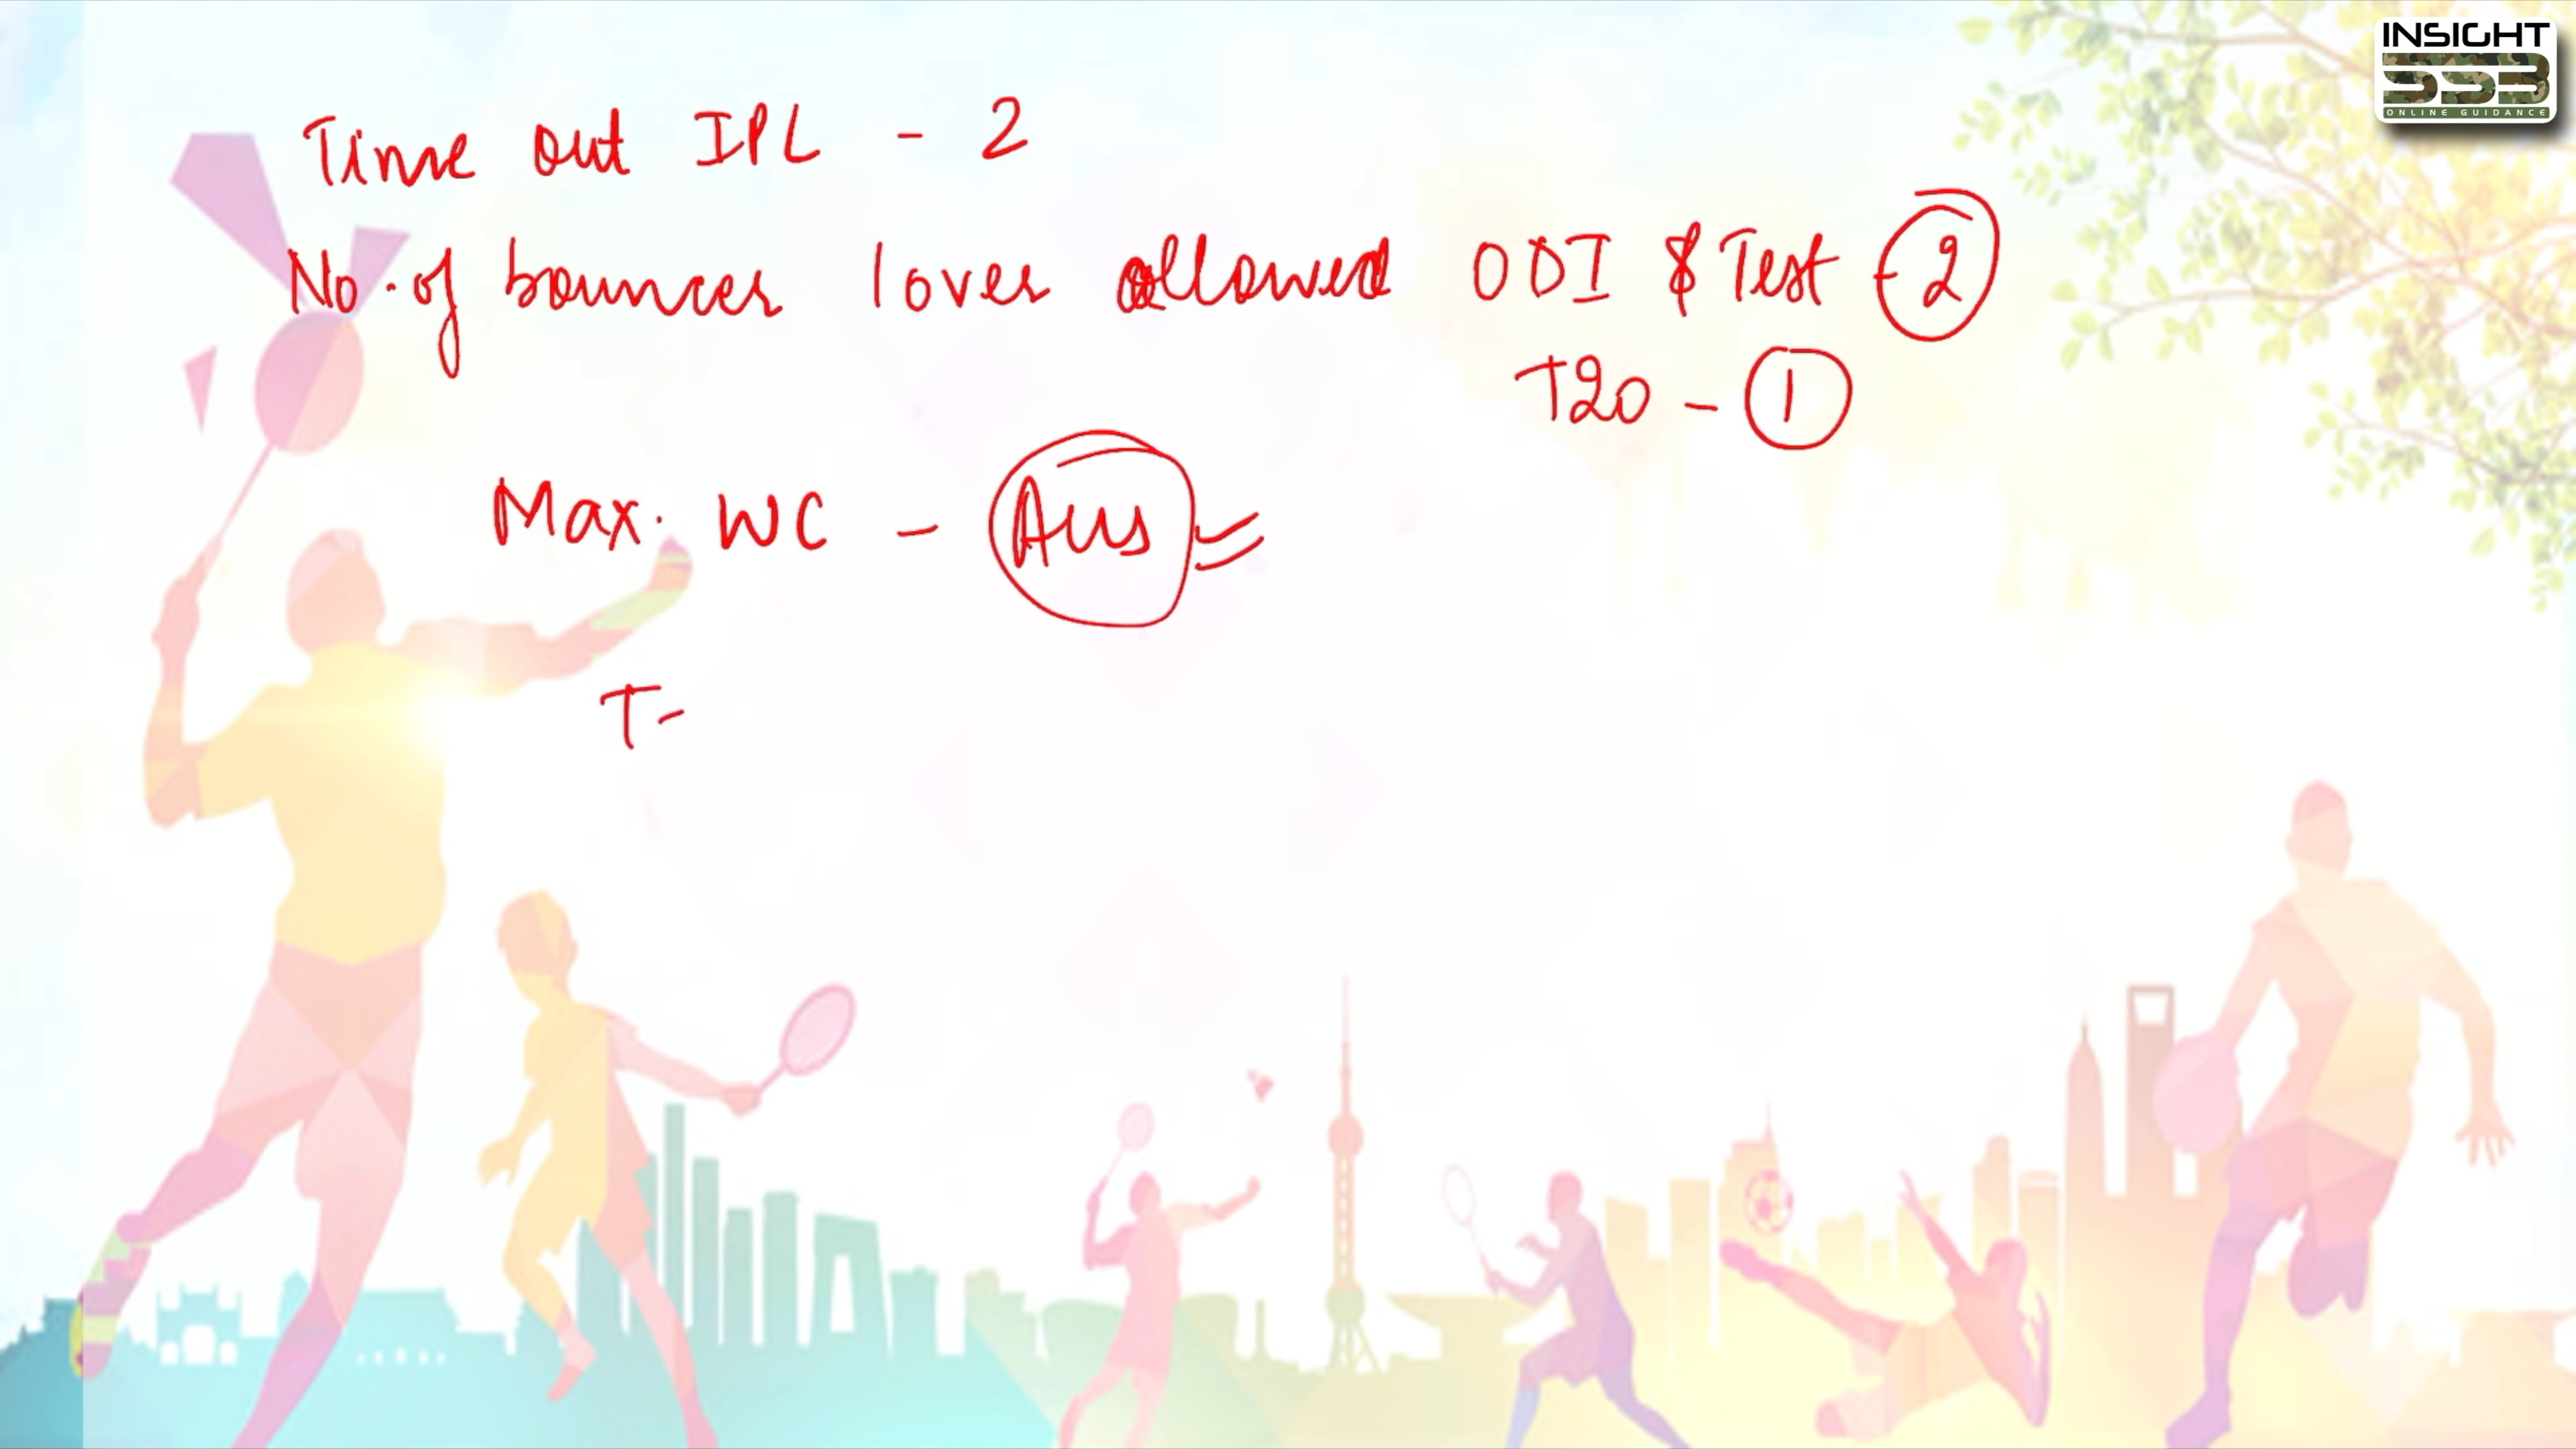 INSIGHT
SSB
ONLINE GUIDANCE
Time out IPL - 2
No. of bouncer 1 over allowed ODI & Test - 2
T20 - 1
Max. WC - Aus
T-